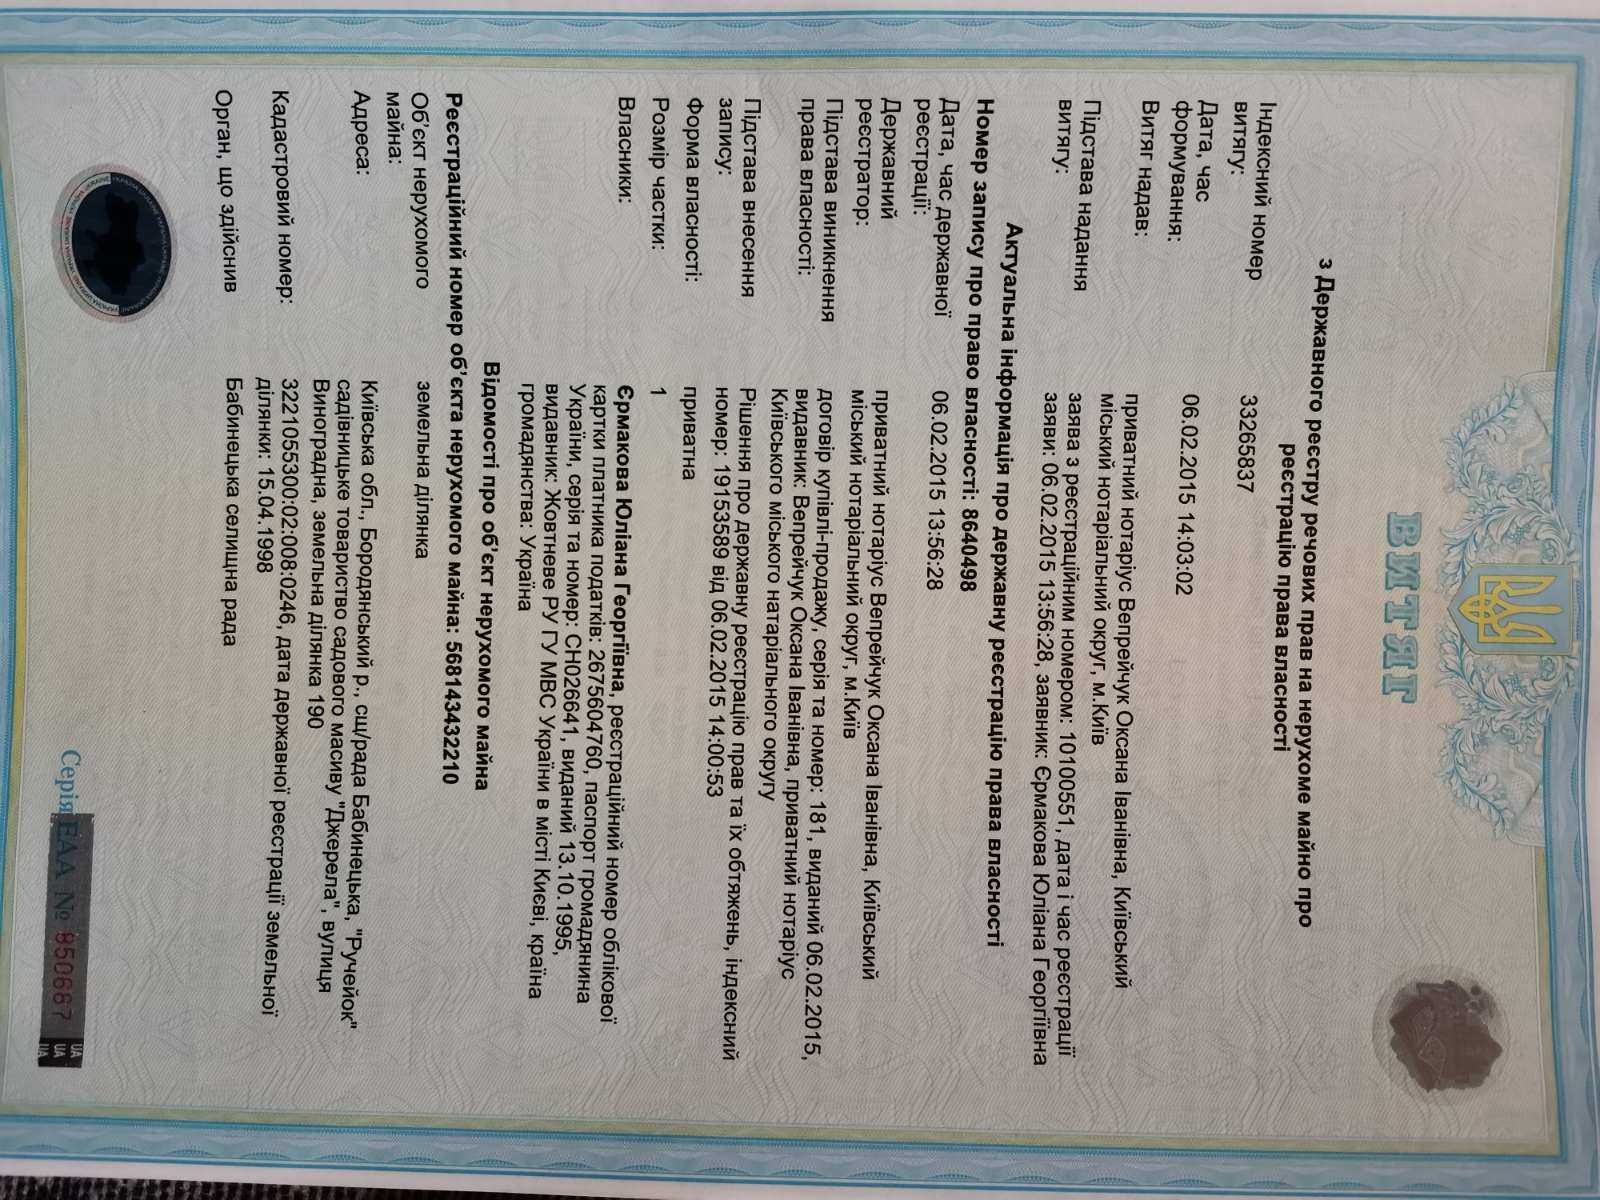 ВИТЯГ
з Державного реєстру речових прав на нерухоме майно про
реєстрацію права власності
Індексний номер
витягу:
33265837
Дата, час
формування:
06.02.2015 14:03:02
Витяг надав:
приватний нотаріус Вепрейчук Оксана Іванівна, Київський
міський нотаріальний округ, м.Київ
Підстава надання
витягу:
заява з реєстраційним номером: 10100551, дата і час реєстрації
заяви: 06.02.2015 13:56:28, заявник: Єрмакова Юліана Георгіївна
Актуальна інформація про державну реєстрацію права власності
Номер запису про право власності: 8640498
Дата, час державної
реєстрації:
06.02.2015 13:56:28
Державний
реєстратор:
приватний нотаріус Вепрейчук Оксана Іванівна, Київський
міський нотаріальний округ, м.Київ
Підстава виникнення
права власності:
договір купівлі-продажу, серія та номер: 181, виданий 06.02.2015,
видавник: Вепрейчук Оксана Іванівна, приватний нотаріус
Київського міського натаріального округу
Підстава внесення
запису:
Рішення про державну реєстрацію прав та їх обтяжень, індексний
номер: 19153589 від 06.02.2015 14:00:53
Форма власності:
приватна
Розмір частки:
1
Власники:
Єрмакова Юліана Георгіївна, реєстраційний номер облікової
картки платника податків: 2675604760, паспорт громадянина
України, серія та номер: СН026641, виданий 13.10.1995,
видавник: Жовтневе РУ ГУ МВС України в місті Києві, країна
громадянства: Україна
Відомості про об'єкт нерухомого майна
Реєстраційний номер об'єкта нерухомого майна: 568143432210
Об'єкт нерухомого
майна:
земельна ділянка
Адреса:
Київська обл., Бородянський р., сщ/рада Бабинецька, "Ручейок"
садівницьке товариство садового масиву "Джерела", вулиця
Виноградна, земельна ділянка 190
Кадастровий номер:
3221055300:02:008:0246, дата державної реєстрації земельної
ділянки: 15.04.1998
Орган, що здійснив
Бабинецька селищна рада
Серія ЕАА № 950667
UA
UA
UA